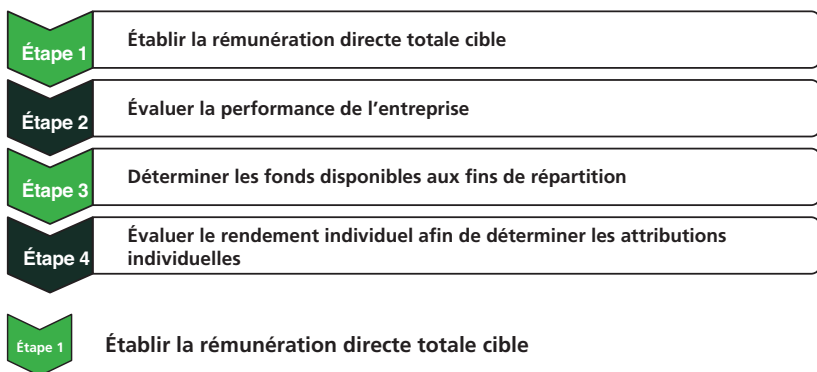 Étape 1
Établir la rémunération directe totale cible
Étape 2
Évaluer la performance de l’entreprise
Étape 3
Déterminer les fonds disponibles aux fins de répartition
Étape 4
Évaluer le rendement individuel afin de déterminer les attributions
individuelles
Étape 1
Établir la rémunération directe totale cible